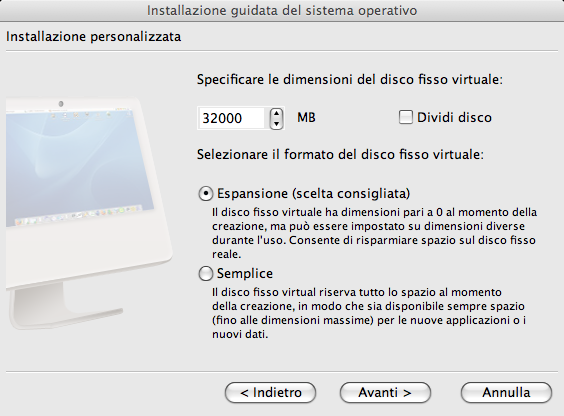 Installazione guidata del sistema operativo
Installazione personalizzata
Specificare le dimensioni del disco fisso virtuale:
32000 MB Dividi disco
Selezionare il formato del disco fisso virtuale:
Espansione (scelta consigliata)
Il disco fisso virtuale ha dimensioni pari a 0 al momento della
creazione, ma può essere impostato su dimensioni diverse
durante l'uso. Consente di risparmiare spazio sul disco fisso
reale.
Semplice
Il disco fisso virtual riserva tutto lo spazio al momento
della creazione, in modo che sia disponibile sempre spazio
(fino alle dimensioni massime) per le nuove applicazioni o i
nuovi dati.
< Indietro Avanti > Annulla